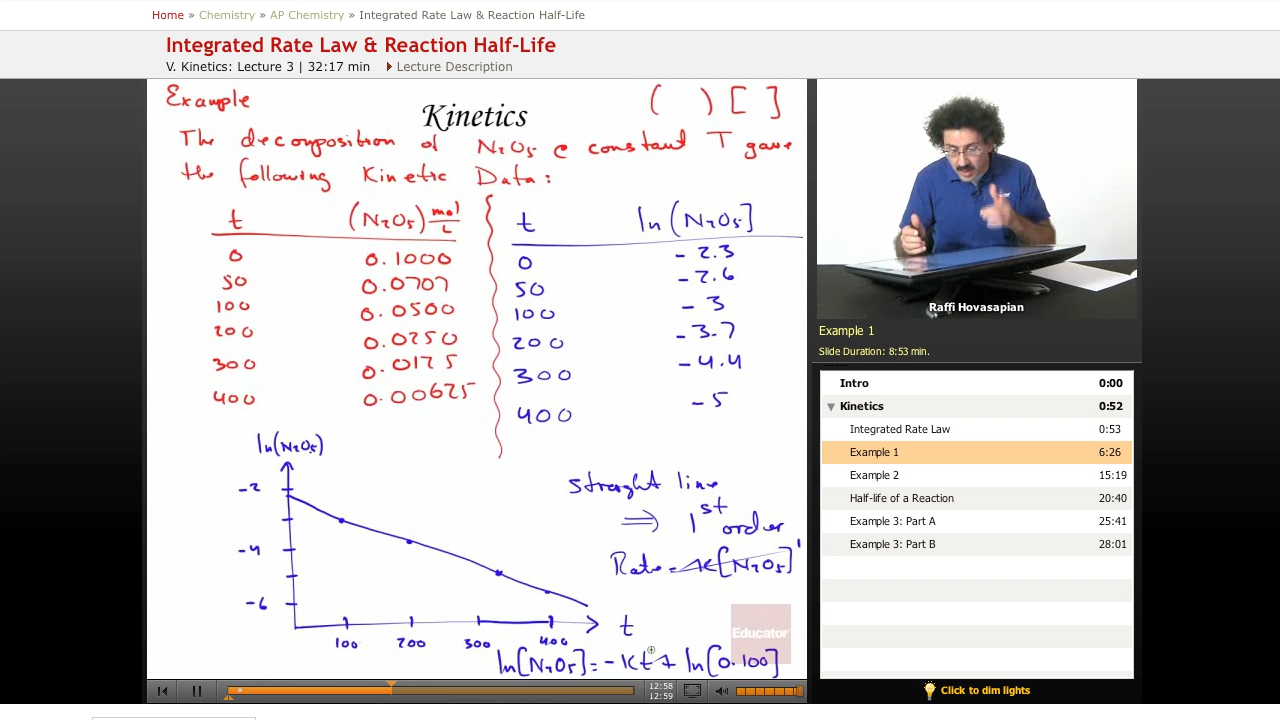 Home » Chemistry » AP Chemistry » Integrated Rate Law & Reaction Half-Life
Integrated Rate Law & Reaction Half-Life
V. Kinetics: Lecture 3 | 32:17 min Lecture Description
Example
( ) [ ]
Kinetics
The decomposition of N₂O₅ @ constant T gave
the following Kinetic Data:
t (N₂O₅) mol/L
0 0.1000
50 0.0707
100 0.0500
200 0.0250
300 0.0125
400 0.00625
t ln(N₂O₅]
0 -2.3
50 -2.6
100 -3
200 -3.7
300 -4.4
400 -5
ln(N₂O₅)
-2
-4
-6
100 200 300 400 t
straight line
⇒ 1st order
Rate = K[N₂O₅]¹
ln[N₂O₅] = -Kt + ln[0.100]
Educator
12:58
12:59
Raffi Hovasapian
Example 1
Slide Duration: 8:53 min.
Intro 0:00
Kinetics 0:52
Integrated Rate Law 0:53
Example 1 6:26
Example 2 15:19
Half-life of a Reaction 20:40
Example 3: Part A 25:41
Example 3: Part B 28:01
Click to dim lights